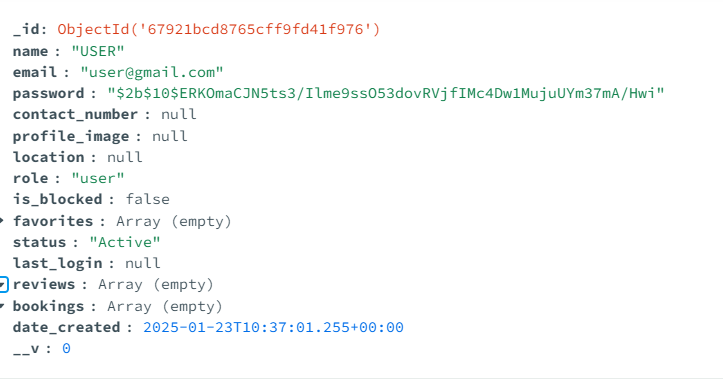 _id: ObjectId('67921bcd8765cff9fd41f976')
name : "USER"
email : "user@gmail.com"
password : "$2b$10$ERKOmaCJN5ts3/Ilme9ssO53dovRVjfIMc4Dw1MujuUYm37mA/Hwi"
contact_number : null
profile_image : null
location : null
role : "user"
is_blocked : false
favorites : Array (empty)
status : "Active"
last_login : null
reviews : Array (empty)
bookings : Array (empty)
date_created : 2025-01-23T10:37:01.255+00:00
__v : 0